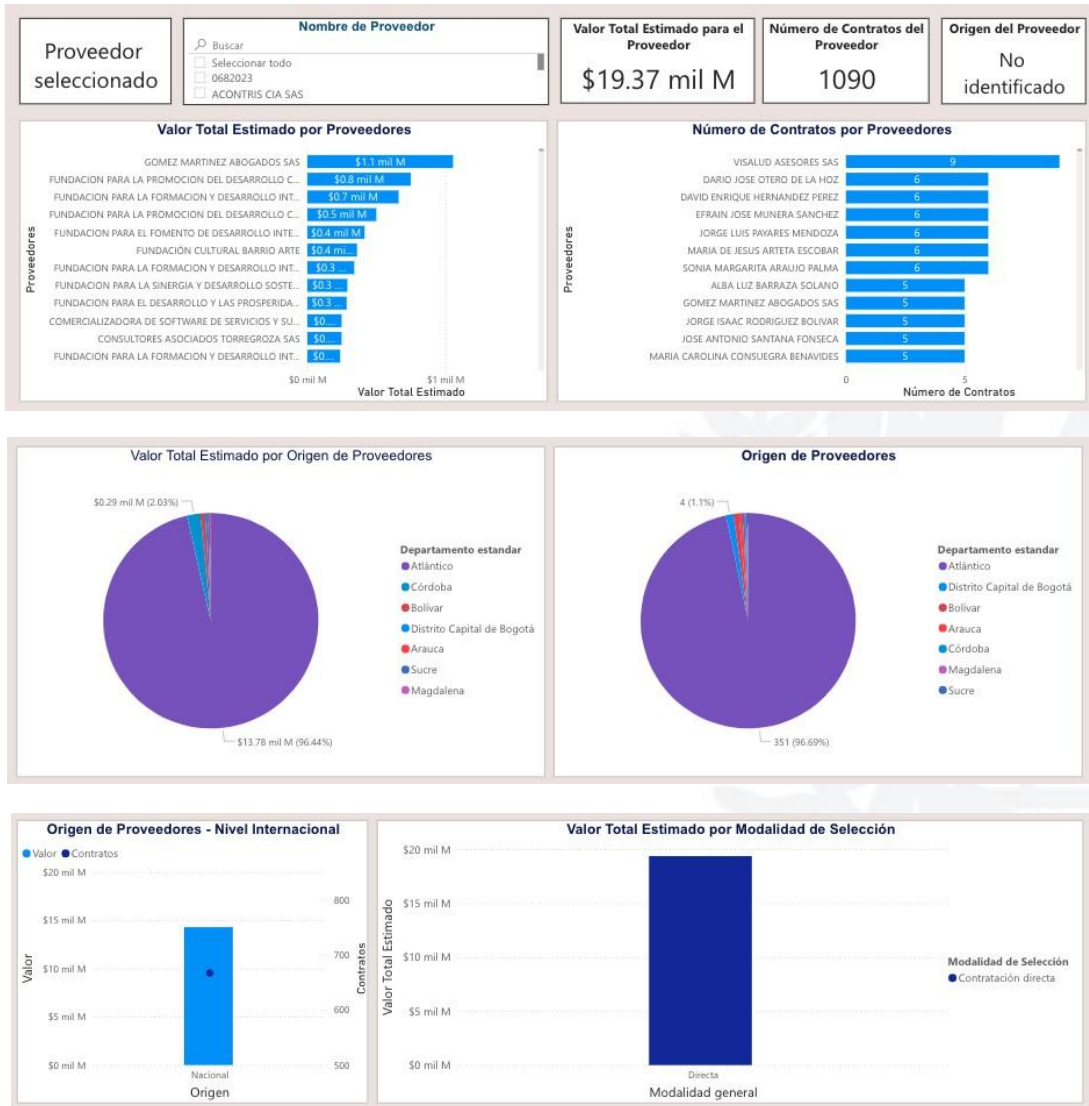 Proveedor
seleccionado
Nombre de Proveedor
Buscar
Seleccionar todo
0682023
ACONTRIS CIA SAS
Valor Total Estimado para el
Proveedor
$19.37 mil M
Número de Contratos del
Proveedor
1090
Origen del Proveedor
No
identificado
Valor Total Estimado por Proveedores
Proveedores
GOMEZ MARTINEZ ABOGADOS SAS $1.1 mil M
FUNDACION PARA LA PROMOCION DEL DESARROLLO C... $0.8 mil M
FUNDACION PARA LA FORMACION Y DESARROLLO INT... $0.7 mil M
FUNDACION PARA LA PROMOCION DEL DESARROLLO C... $0.5 mil M
FUNDACION PARA EL FOMENTO DE DESARROLLO INTE... $0.4 mil M
FUNDACIÓN CULTURAL BARRIO ARTE $0.4 mi...
FUNDACION PARA LA FORMACION Y DESARROLLO INT... $0.3 ...
FUNDACION PARA LA SINERGIA Y DESARROLLO SOSTE... $0.3 ...
FUNDACION PARA EL DESARROLLO Y LAS PROSPERIDA... $0.3 ...
COMERCIALIZADORA DE SOFTWARE DE SERVICIOS Y SU... $0....
CONSULTORES ASOCIADOS TORREGROZA SAS $0....
FUNDACION PARA LA FORMACION Y DESARROLLO INT... $0....
$0 mil M $1 mil M
Valor Total Estimado
Número de Contratos por Proveedores
Proveedores
VISALUD ASESORES SAS 9
DARIO JOSE OTERO DE LA HOZ 6
DAVID ENRIQUE HERNANDEZ PEREZ 6
EFRAIN JOSE MUNERA SANCHEZ 6
JORGE LUIS PAYARES MENDOZA 6
MARIA DE JESUS ARTETA ESCOBAR 6
SONIA MARGARITA ARAUJO PALMA 6
ALBA LUZ BARRAZA SOLANO 5
GOMEZ MARTINEZ ABOGADOS SAS 5
JORGE ISAAC RODRIGUEZ BOLIVAR 5
JOSE ANTONIO SANTANA FONSECA 5
MARIA CAROLINA CONSUEGRA BENAVIDES 5
0 5
Número de Contratos
Valor Total Estimado por Origen de Proveedores
$0.29 mil M (2.03%)
$13.78 mil M (96.44%)
Departamento estandar
Atlántico
Córdoba
Bolívar
Distrito Capital de Bogotá
Arauca
Sucre
Magdalena
Origen de Proveedores
4 (1.1%)
351 (96.69%)
Departamento estandar
Atlántico
Distrito Capital de Bogotá
Bolívar
Arauca
Córdoba
Magdalena
Sucre
Origen de Proveedores - Nivel Internacional
Valor Contratos
$20 mil M
$15 mil M
$10 mil M
$5 mil M
$0 mil M
Valor
800
700
600
500
Contratos
Nacional
Origen
Valor Total Estimado por Modalidad de Selección
$20 mil M
$15 mil M
$10 mil M
$5 mil M
$0 mil M
Valor Total Estimado
Directa
Modalidad general
Modalidad de Selección
Contratación directa